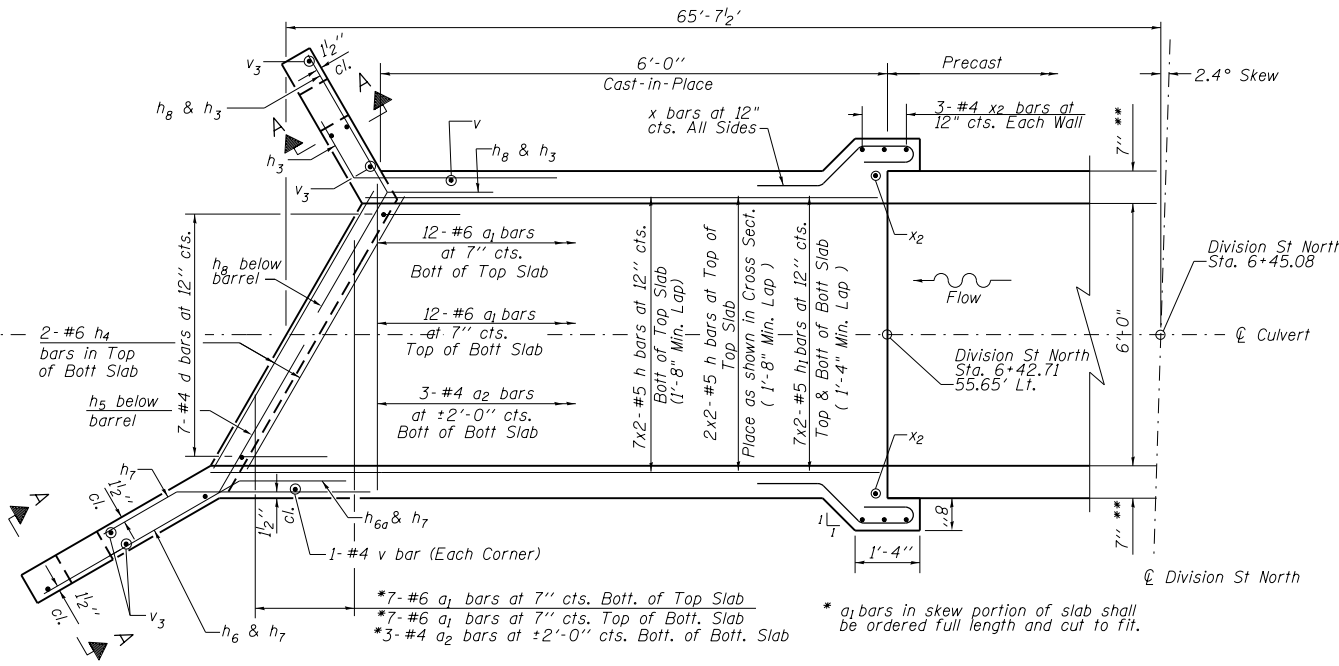 65'-7½'
6'-0"
Cast-in-Place
Precast
2.4° Skew
v₃
1½"
cl.
A
h₈ & h₃
A
h₃
v₃
v
x bars at 12"
cts. All Sides
h₈ & h₃
3- #4 x₂ bars at
12" cts. Each Wall
7" **
x₂
7- #4 d bars at 12" cts.
h₈ below
barrel
12- #6 a₁ bars
at 7" cts.
Bott of Top Slab
12- #6 a₁ bars
at 7" cts.
Top of Bott Slab
3- #4 a₂ bars
at ±2'-0" cts.
Bott of Bott Slab
7x2- #5 h bars at 12" cts.
Bott of Top Slab
(1'-8" Min. Lap)
2x2- #5 h bars at Top of
Top Slab
Place as shown in Cross Sect.
( 1'-8" Min. Lap )
7x2- #5 h₁ bars at 12" cts.
Top & Bott of Bott Slab
( 1'-4" Min. Lap )
Flow
Division St North
Sta. 6+45.08
6'-0"
℄ Culvert
Division St North
Sta. 6+42.71
55.65' Lt.
2- #6 h₄
bars in Top
of Bott Slab
h₅ below
barrel
x₂
h₇
1½"
cl.
A
1½"
cl.
h₆ₐ & h₇
1- #4 v bar (Each Corner)
1
1
8"
1'-4"
7" **
℄ Division St North
1½"
cl.
v₃
A
h₆ & h₇
*7- #6 a₁ bars at 7" cts. Bott. of Top Slab
*7- #6 a₁ bars at 7" cts. Top of Bott. Slab
*3- #4 a₂ bars at ±2'-0" cts. Bott. of Bott. Slab
* a₁ bars in skew portion of slab shall
be ordered full length and cut to fit.